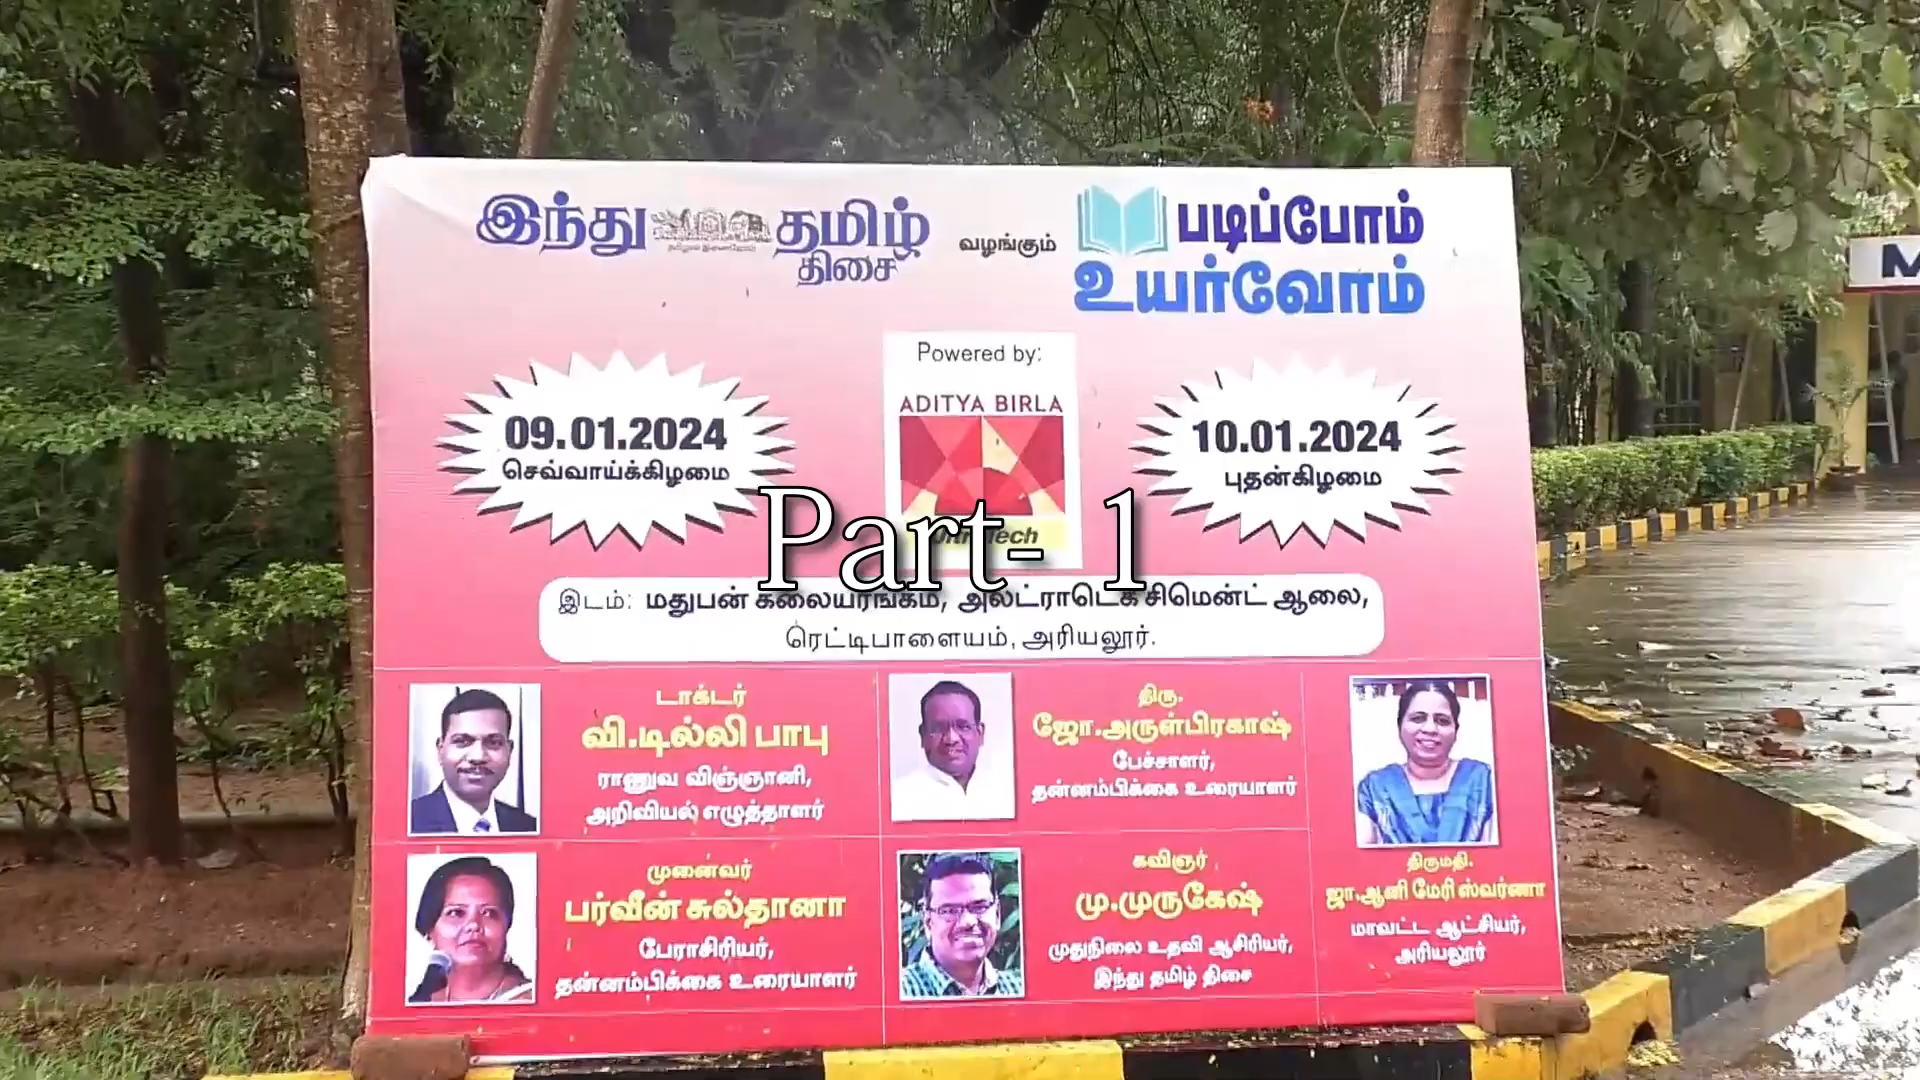 இந்து தமிழ்
திசை
வழங்கும்
படிப்போம்
உயர்வோம்
Powered by:
ADITYA BIRLA
09.01.2024
செவ்வாய்க்கிழமை
10.01.2024
புதன்கிழமை
Part- 1
இடம்: மதுபன் கலையரங்கம், அல்ட்ராடெக் சிமென்ட் ஆலை,
ரெட்டிபாளையம், அரியலூர்.
டாக்டர்
வி.டில்லி பாபு
ராணுவ விஞ்ஞானி,
அறிவியல் எழுத்தாளர்
திரு.
ஜோ.அருள்பிரகாஷ்
பேச்சாளர்,
தன்னம்பிக்கை உரையாளர்
முனைவர்
பர்வீன் சுல்தானா
பேராசிரியர்,
தன்னம்பிக்கை உரையாளர்
கவிஞர்
மு.முருகேஷ்
முதுநிலை உதவி ஆசிரியர்,
இந்து தமிழ் திசை
திருமதி.
ஜா.ஆனி மேரி ஸ்வர்ணா
மாவட்ட ஆட்சியர்,
அரியலூர்